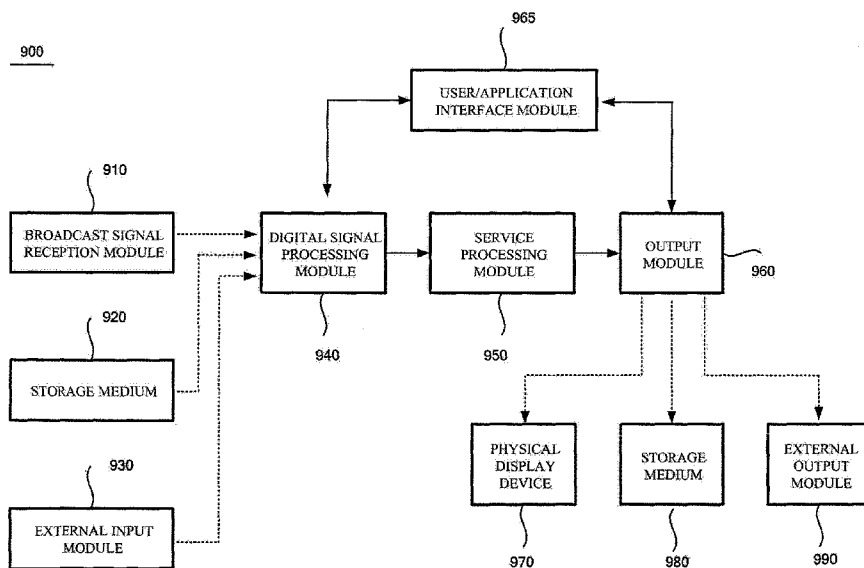 900
965
USER/APPLICATION
INTERFACE MODULE
910
BROADCAST SIGNAL
RECEPTION MODULE
DIGITAL SIGNAL
PROCESSING
MODULE
940
SERVICE
PROCESSING
MODULE
950
OUTPUT
MODULE
960
920
STORAGE MEDIUM
930
EXTERNAL INPUT
MODULE
PHYSICAL
DISPLAY
DEVICE
970
STORAGE
MEDIUM
980
EXTERNAL
OUTPUT
MODULE
990